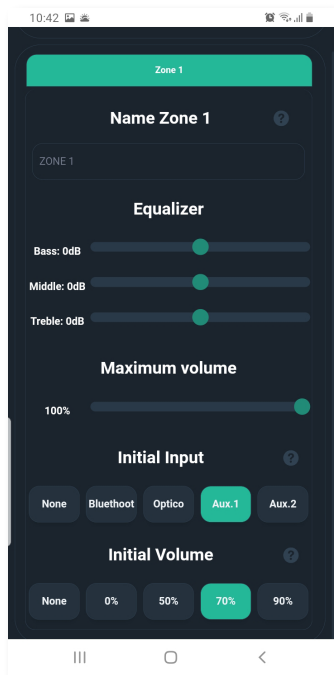 10:42
Zone 1
Name Zone 1 ?
ZONE 1
Equalizer
Bass: 0dB
Middle: 0dB
Treble: 0dB
Maximum volume
100%
Initial Input ?
None Bluethoot Optico Aux.1 Aux.2
Initial Volume ?
None 0% 50% 70% 90%